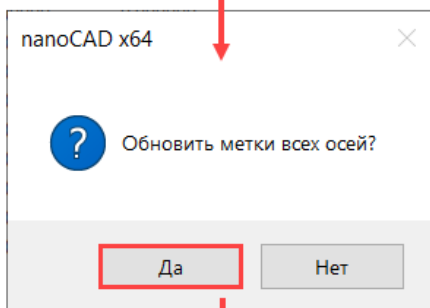 nanoCAD x64
Обновить метки всех осей?
Да
Нет